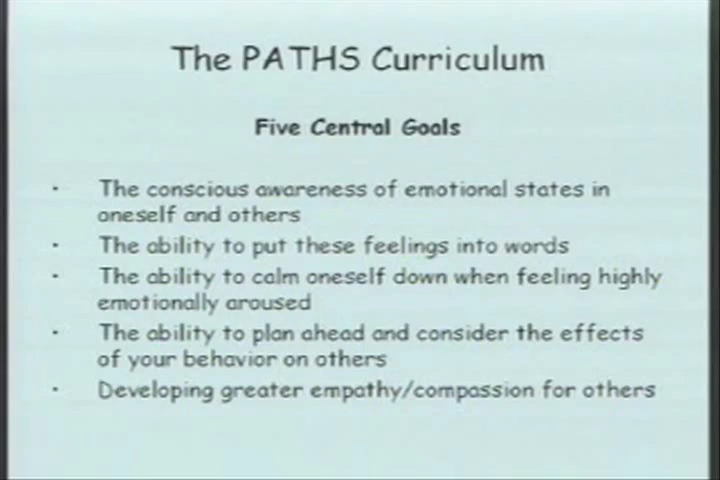 The PATHS Curriculum
Five Central Goals
· The conscious awareness of emotional states in
oneself and others
· The ability to put these feelings into words
· The ability to calm oneself down when feeling highly
emotionally aroused
· The ability to plan ahead and consider the effects
of your behavior on others
· Developing greater empathy/compassion for others